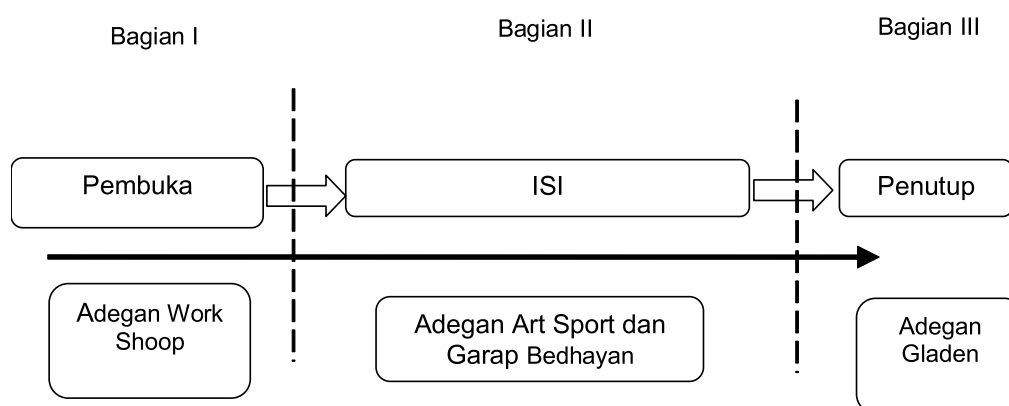 Bagian I
Bagian II
Bagian III
Pembuka
ISI
Penutup
Adegan Work
Shoop
Adegan Art Sport dan
Garap Bedhayan
Adegan
Gladen